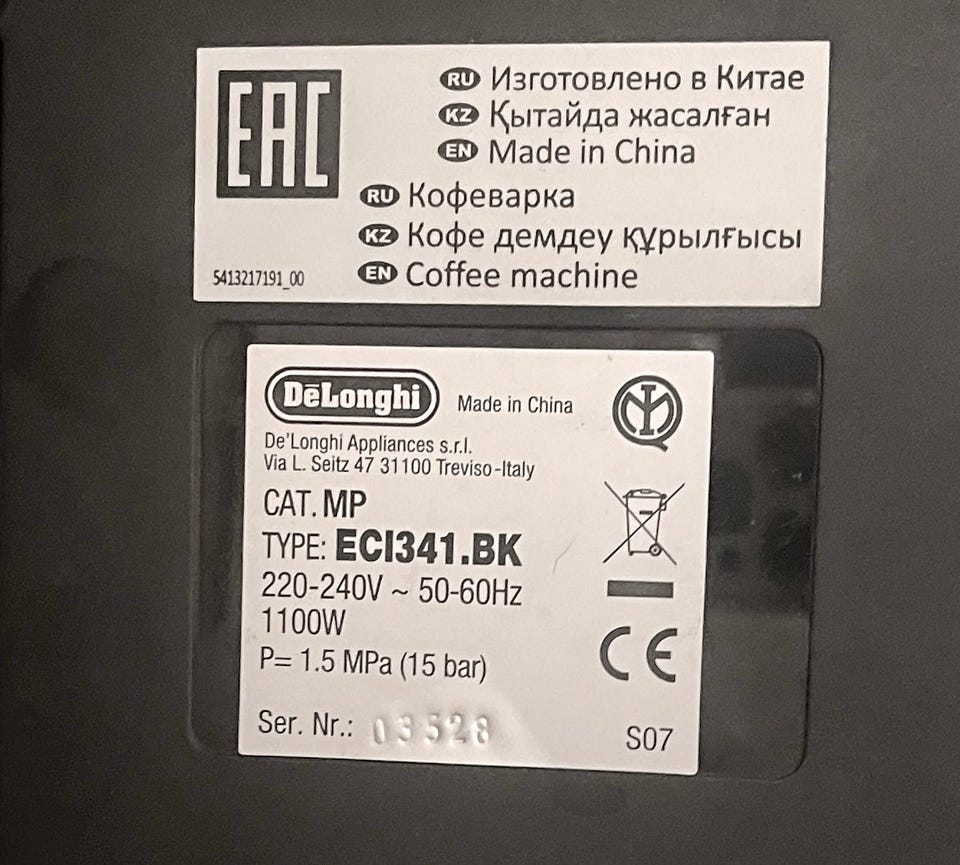 EAC
RU Изготовлено в Китае
KZ Қытайда жасалған
EN Made in China
RU Кофеварка
KZ Кофе демдеу құрылғысы
EN Coffee machine
5413217191_00
DeLonghi Made in China
De'Longhi Appliances s.r.l.
Via L. Seitz 47 31100 Treviso-Italy
CAT. MP
TYPE: ECI341.BK
220-240V ~ 50-60Hz
1100W
P= 1.5 MPa (15 bar)
CE
Ser. Nr.: 03528
S07